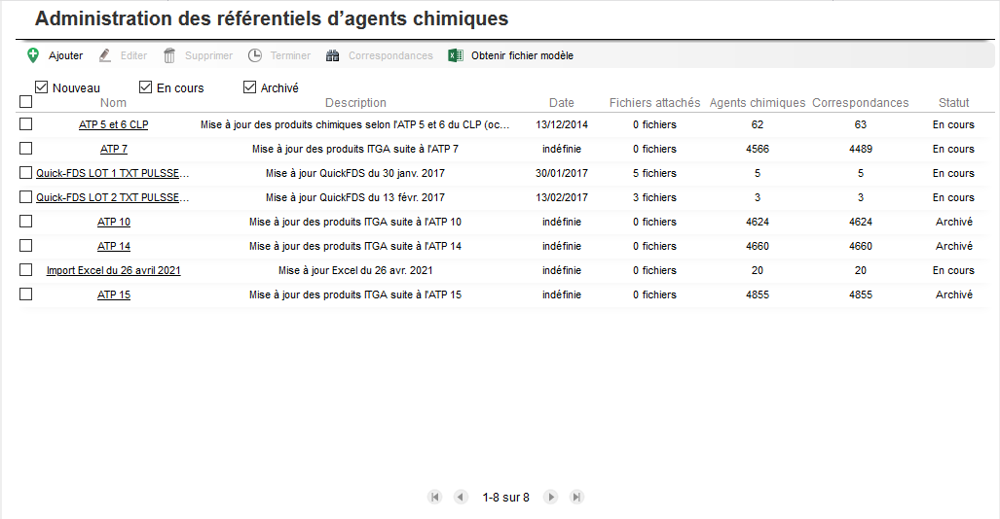 Administration des référentiels d'agents chimiques
Ajouter Editer Supprimer Terminer Correspondances Obtenir fichier modèle
Nouveau En cours Archivé
Nom Description Date Fichiers attachés Agents chimiques Correspondances Statut
ATP 5 et 6 CLP Mise à jour des produits chimiques selon l'ATP 5 et 6 du CLP (oc... 13/12/2014 0 fichiers 62 63 En cours
ATP 7 Mise à jour des produits ITGA suite à l'ATP 7 indéfinie 0 fichiers 4566 4489 En cours
Quick-FDS LOT 1 TXT PULSSE... Mise à jour QuickFDS du 30 janv. 2017 30/01/2017 5 fichiers 5 5 En cours
Quick-FDS LOT 2 TXT PULSSE... Mise à jour QuickFDS du 13 févr. 2017 13/02/2017 3 fichiers 3 3 En cours
ATP 10 Mise à jour des produits ITGA suite à l'ATP 10 indéfinie 0 fichiers 4624 4624 Archivé
ATP 14 Mise à jour des produits ITGA suite à l'ATP 14 indéfinie 0 fichiers 4660 4660 Archivé
Import Excel du 26 avril 2021 Mise à jour Excel du 26 avr. 2021 indéfinie 0 fichiers 20 20 En cours
ATP 15 Mise à jour des produits ITGA suite à l'ATP 15 indéfinie 0 fichiers 4855 4855 Archivé
1-8 sur 8